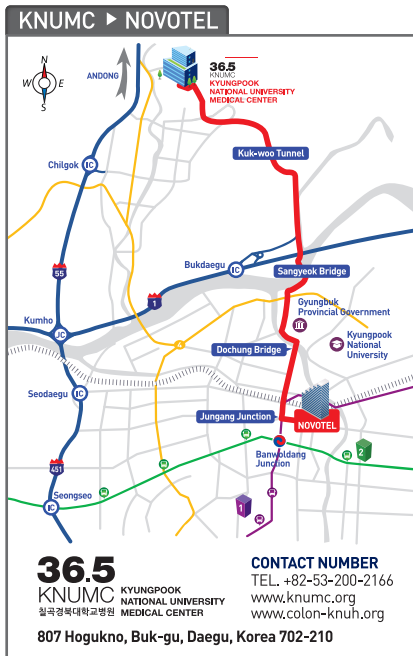 KNUMC ▶ NOVOTEL
N
W E
S
ANDONG
36.5
KNUMC
KYUNGPOOK
NATIONAL UNIVERSITY
MEDICAL CENTER
Kuk-woo Tunnel
Chilgok
IC
Bukdaegu
IC
Sangyeok Bridge
55
1
Gyungbuk
Provincial Government
Kumho
JC
Kyungpook
National
University
Dochung Bridge
Seodaegu
IC
Jungang Junction
NOVOTEL
Banwoldang
Junction
2
451
Seongseo
IC
1
36.5
KNUMC
칠곡경북대학교병원
KYUNGPOOK
NATIONAL UNIVERSITY
MEDICAL CENTER
CONTACT NUMBER
TEL. +82-53-200-2166
www.knumc.org
www.colon-knuh.org
807 Hogukno, Buk-gu, Daegu, Korea 702-210